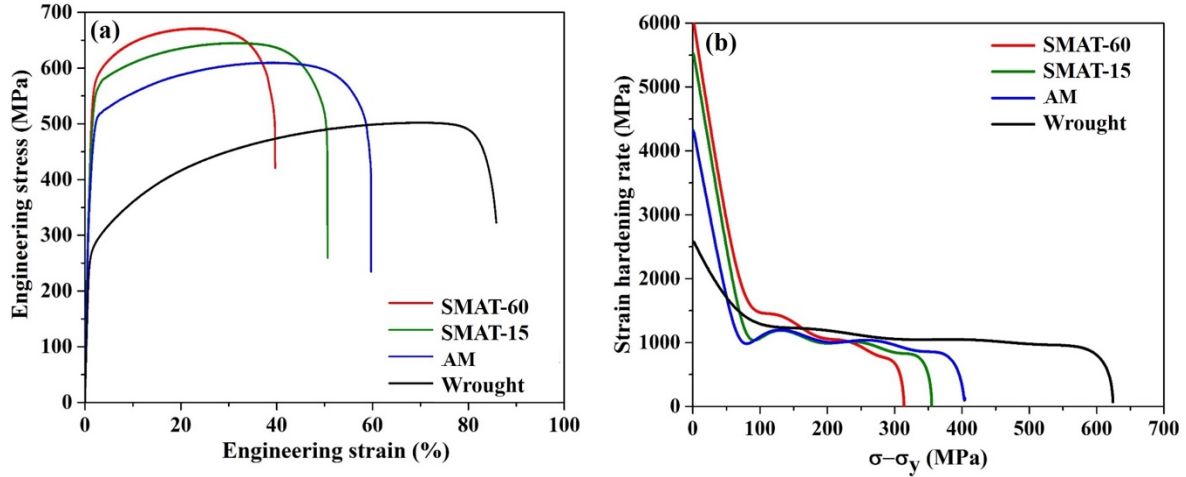 (a)
Engineering stress (MPa)
700
600
500
400
300
200
100
0
SMAT-60
SMAT-15
AM
Wrought
0 20 40 60 80 100
Engineering strain (%)
(b)
Strain hardening rate (MPa)
6000
5000
4000
3000
2000
1000
0
SMAT-60
SMAT-15
AM
Wrought
0 100 200 300 400 500 600 700
σ−σy (MPa)